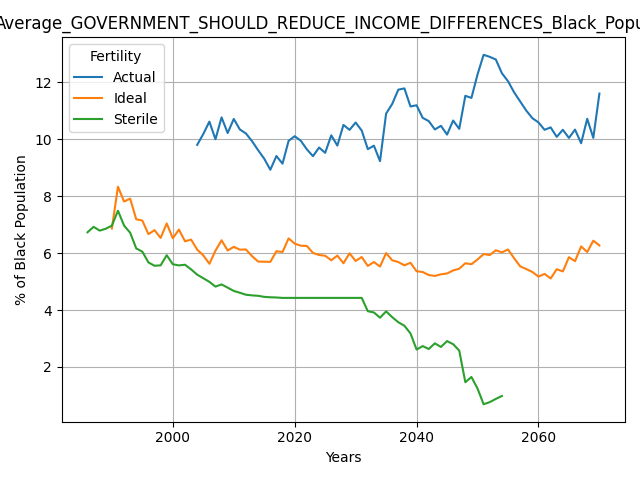 Average_GOVERNMENT_SHOULD_REDUCE_INCOME_DIFFERENCES_Black_Popu
Fertility
Actual
Ideal
Sterile
% of Black Population
12
10
8
6
4
2
2000 2020 2040 2060
Years